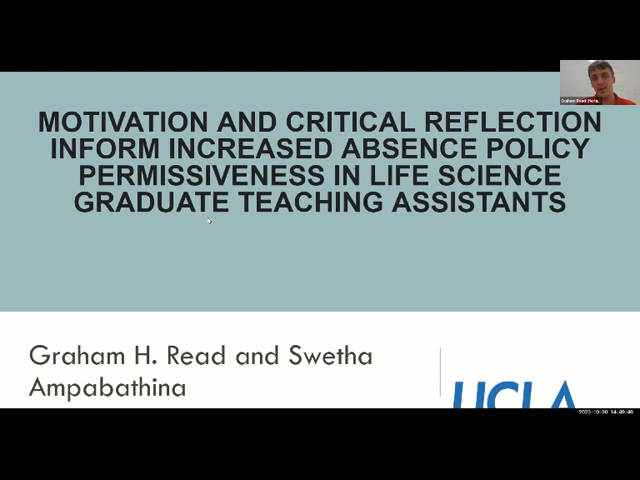 MOTIVATION AND CRITICAL REFLECTION
INFORM INCREASED ABSENCE POLICY
PERMISSIVENESS IN LIFE SCIENCE
GRADUATE TEACHING ASSISTANTS
Graham H. Read and Swetha
Ampabathina
UCLA